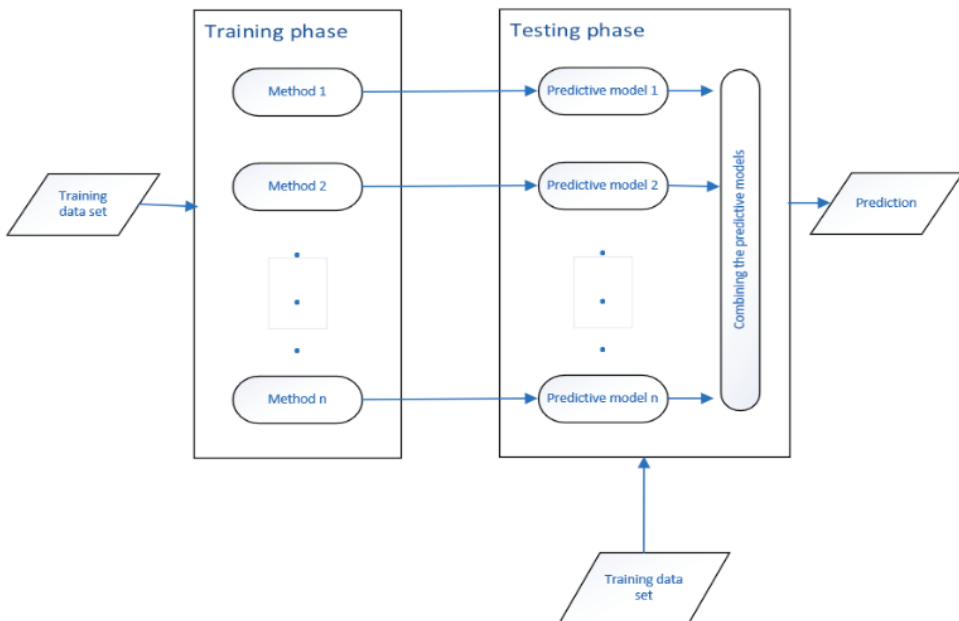 Training phase
Testing phase
Method 1
Predictive model 1
Method 2
Predictive model 2
Training
data set
Prediction
Combining the predictive models
Method n
Predictive model n
Training data
set